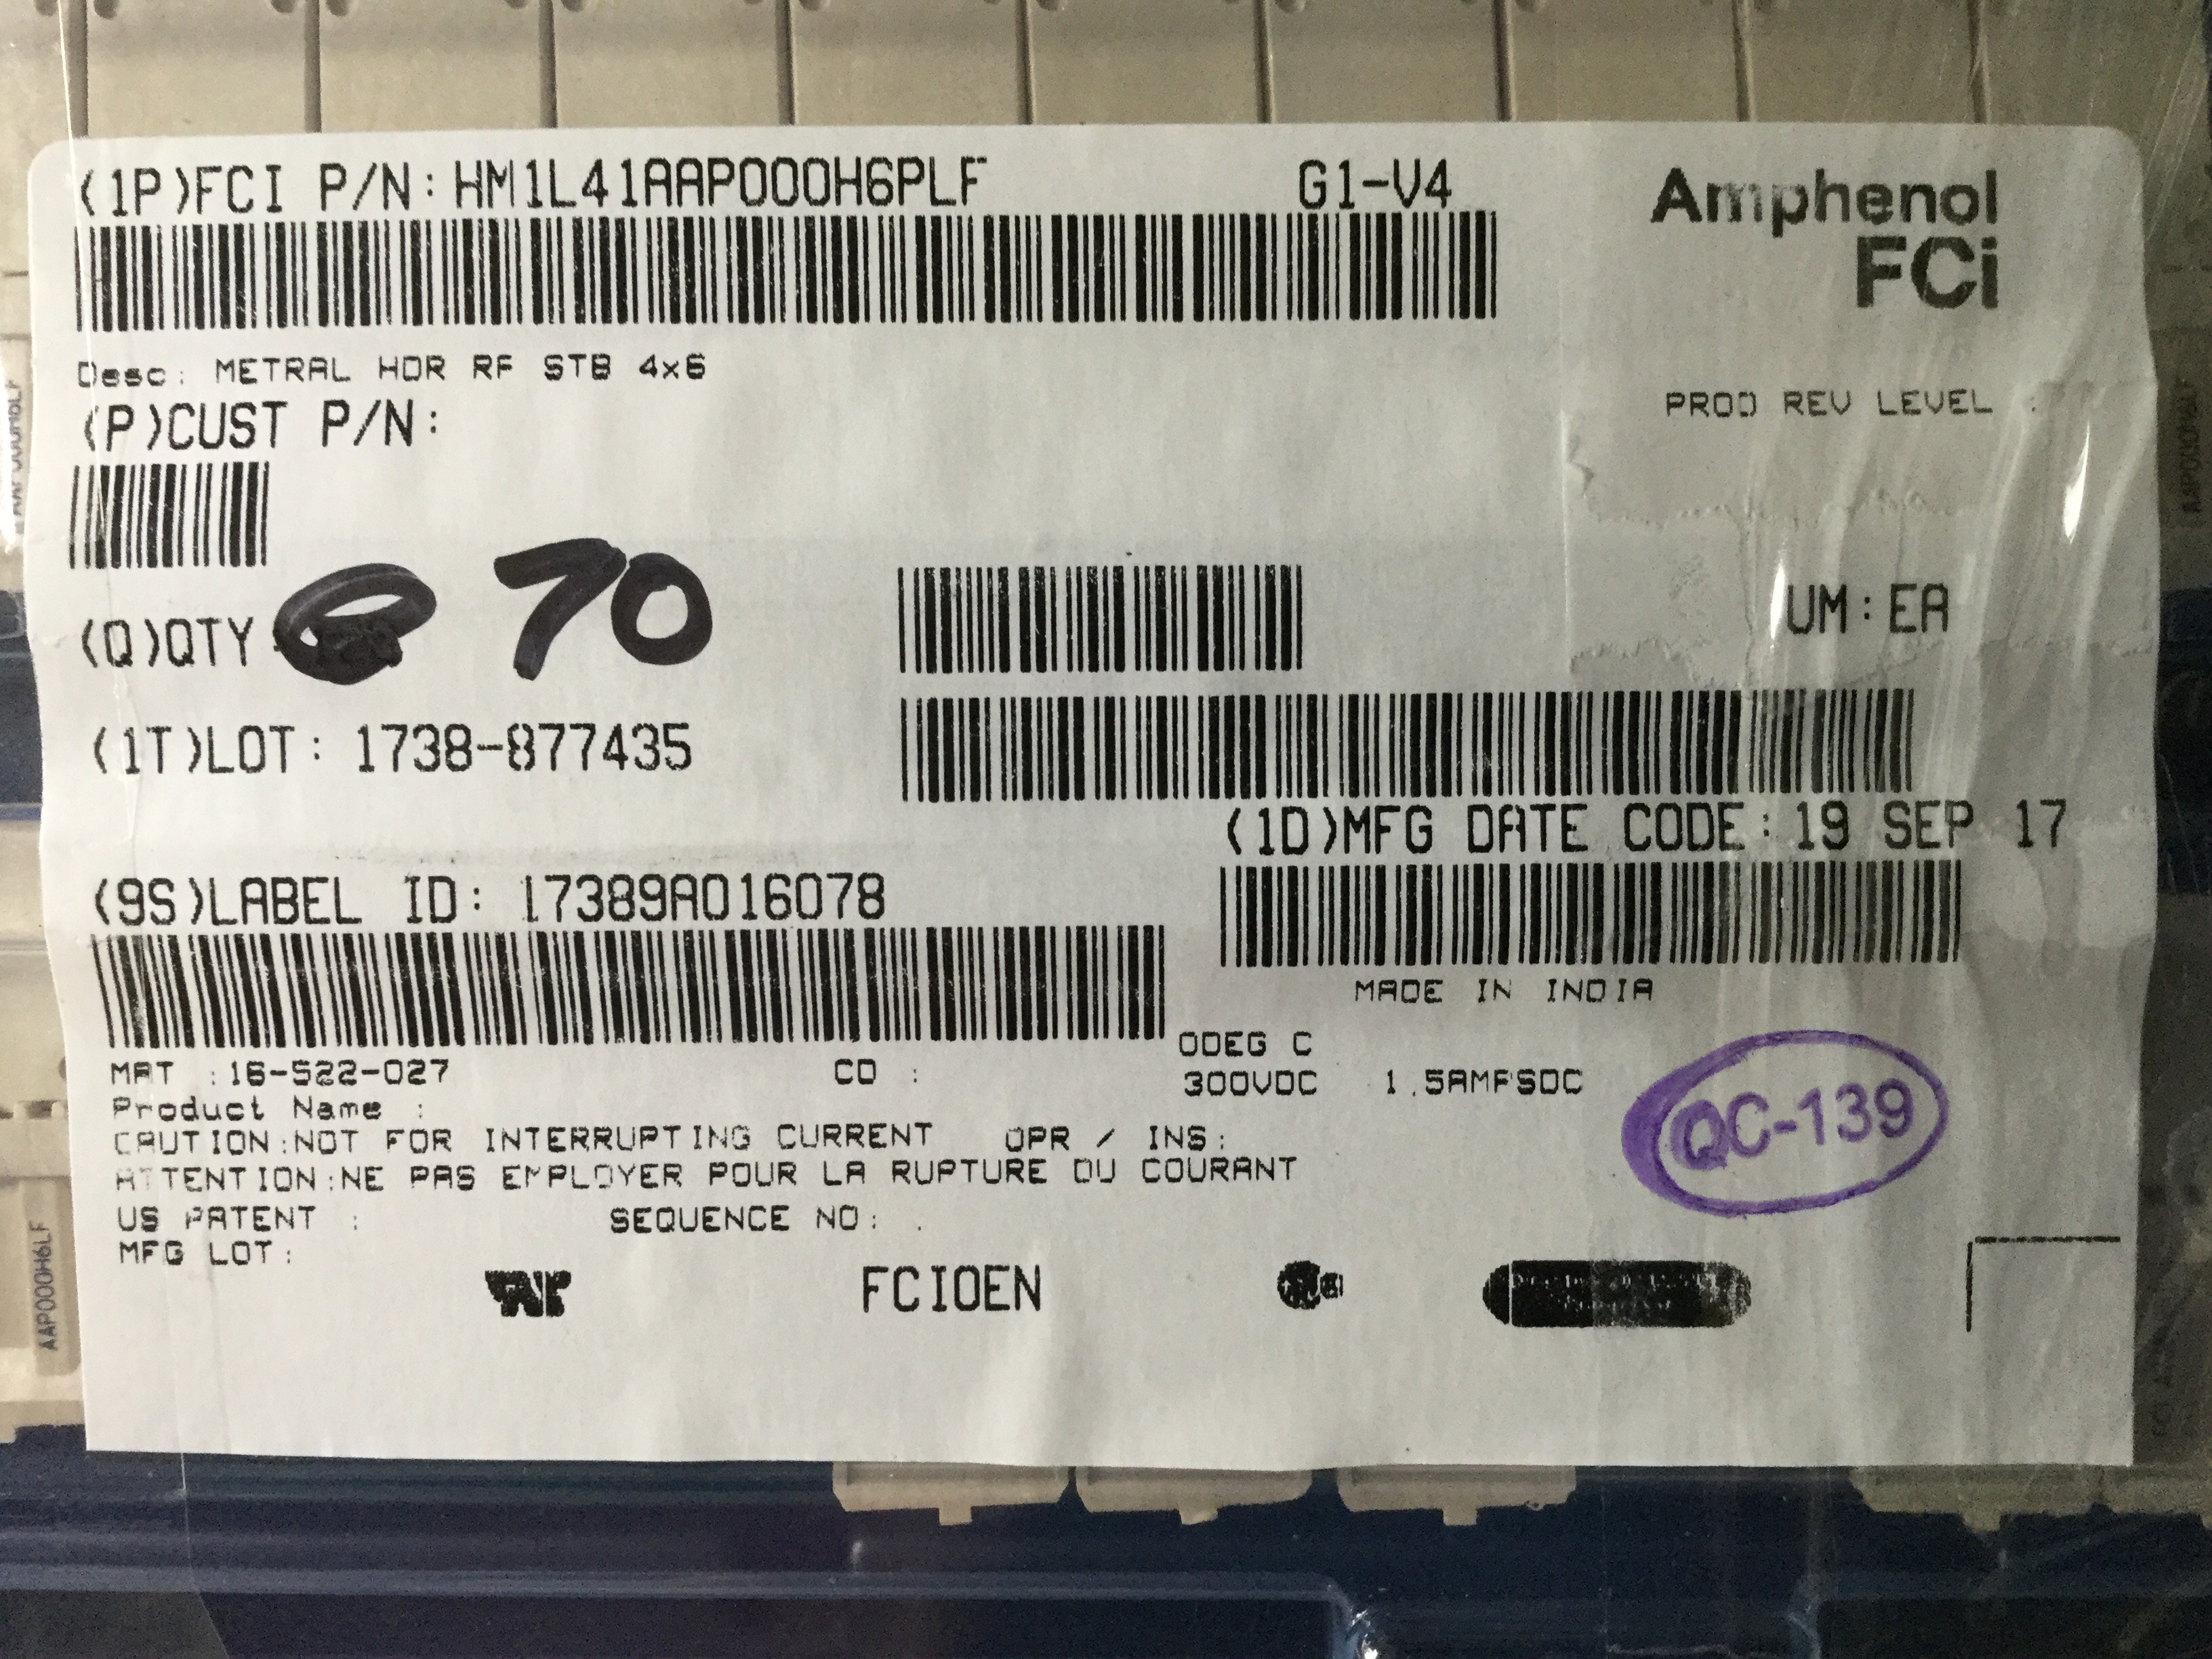 (1P)FCI P/N:HM1L41AAP000H6PLF G1-V4
Amphenol
FCi
Desc: METRAL HDR RF STB 4x6
PROD REV LEVEL :
(P)CUST P/N:
(Q)QTY 70
UM:EA
(1T)LOT: 1738-877435
(1D)MFG DATE CODE:19 SEP 17
(9S)LABEL ID: 17389A016078
MADE IN INDIA
0DEG C
MAT :16-522-027 CO : 300VDC 1.5AMPSDC
Product Name :
QC-139
CAUTION:NOT FOR INTERRUPTING CURRENT OPR / INS:
ATTENTION:NE PAS EMPLOYER POUR LA RUPTURE DU COURANT
US PATENT : SEQUENCE NO: .
MFG LOT:
FCIOEN
AAP000H6LF